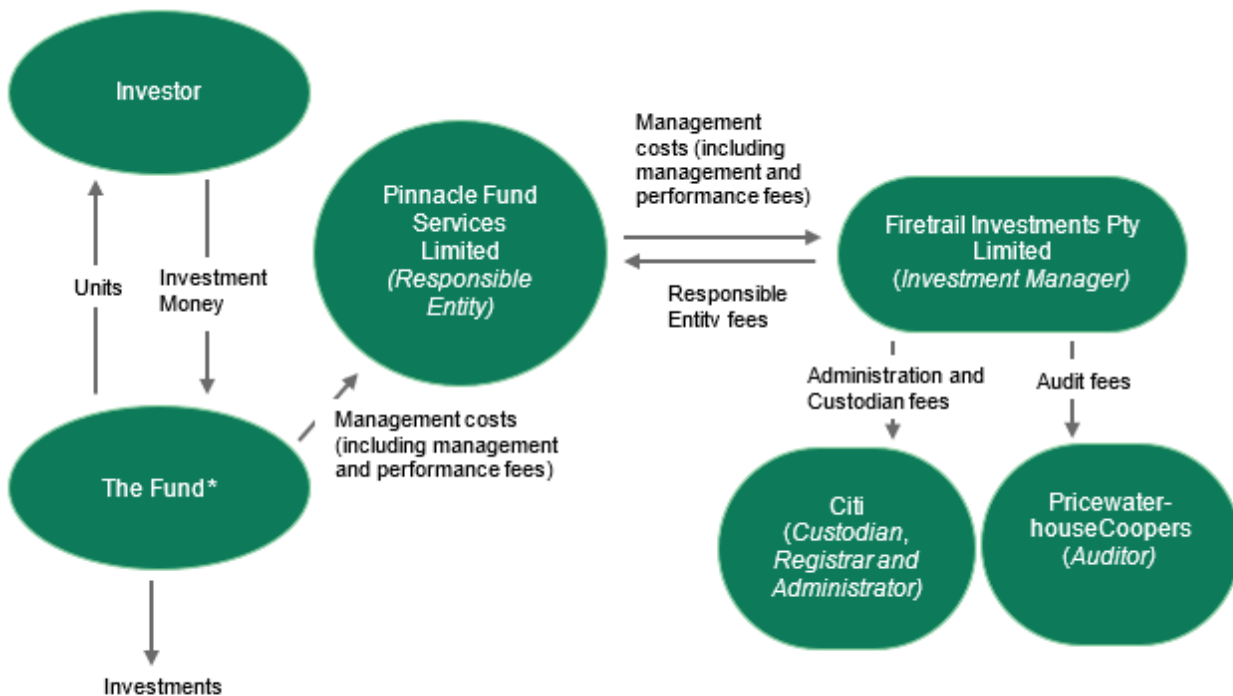 Investor
Units
Investment
Money
The Fund*
Investments
Pinnacle Fund
Services
Limited
(Responsible
Entity)
Management costs
(including management
and performance fees)
Management
costs (including
management and
performance fees)
Responsible
Entity fees
Firetrail Investments Pty
Limited
(Investment Manager)
Administration and
Custodian fees
Audit fees
Citi
(Custodian,
Registrar and
Administrator)
Pricewater-
houseCoopers
(Auditor)